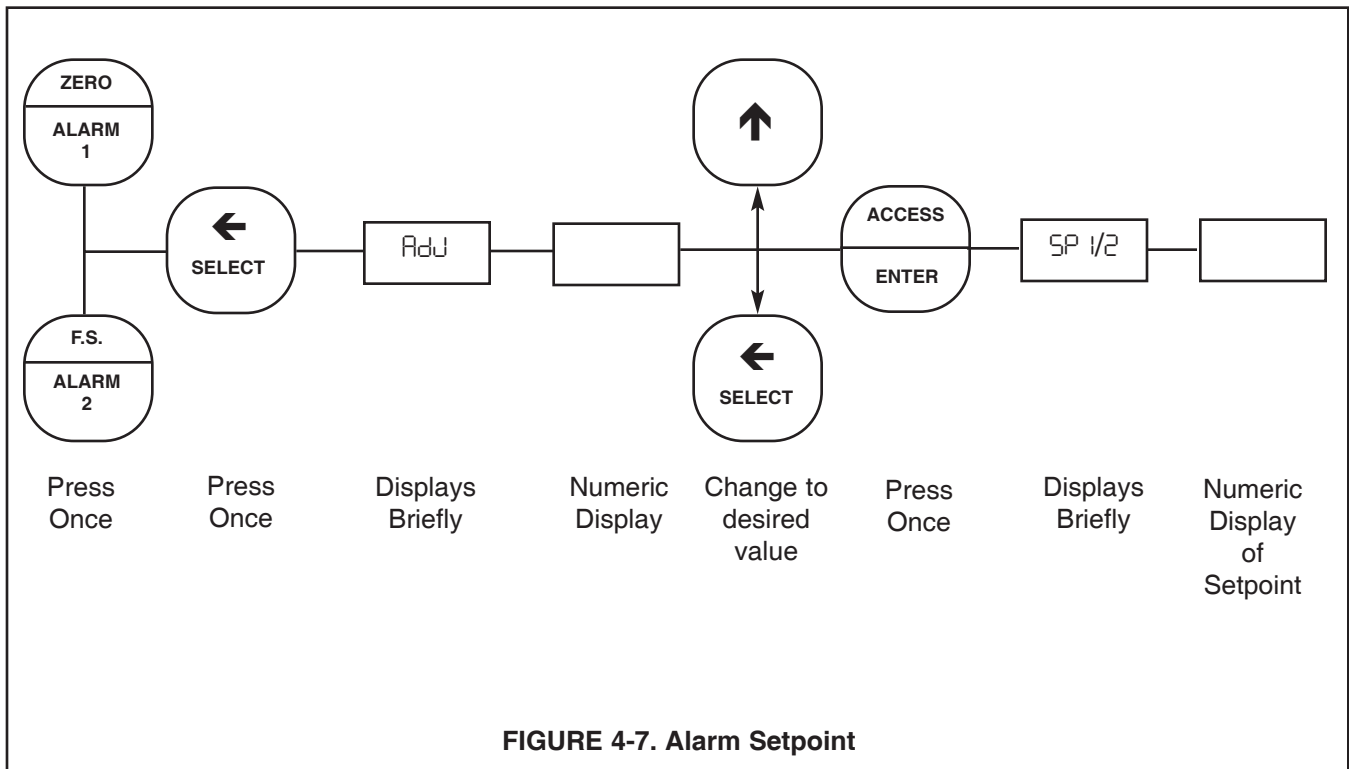 ZERO
ALARM
1
F.S.
ALARM
2
←
SELECT
AdJ
↑
←
SELECT
ACCESS
ENTER
SP 1/2
Press
Once
Press
Once
Displays
Briefly
Numeric
Display
Change to
desired
value
Press
Once
Displays
Briefly
Numeric
Display
of
Setpoint
FIGURE 4-7. Alarm Setpoint